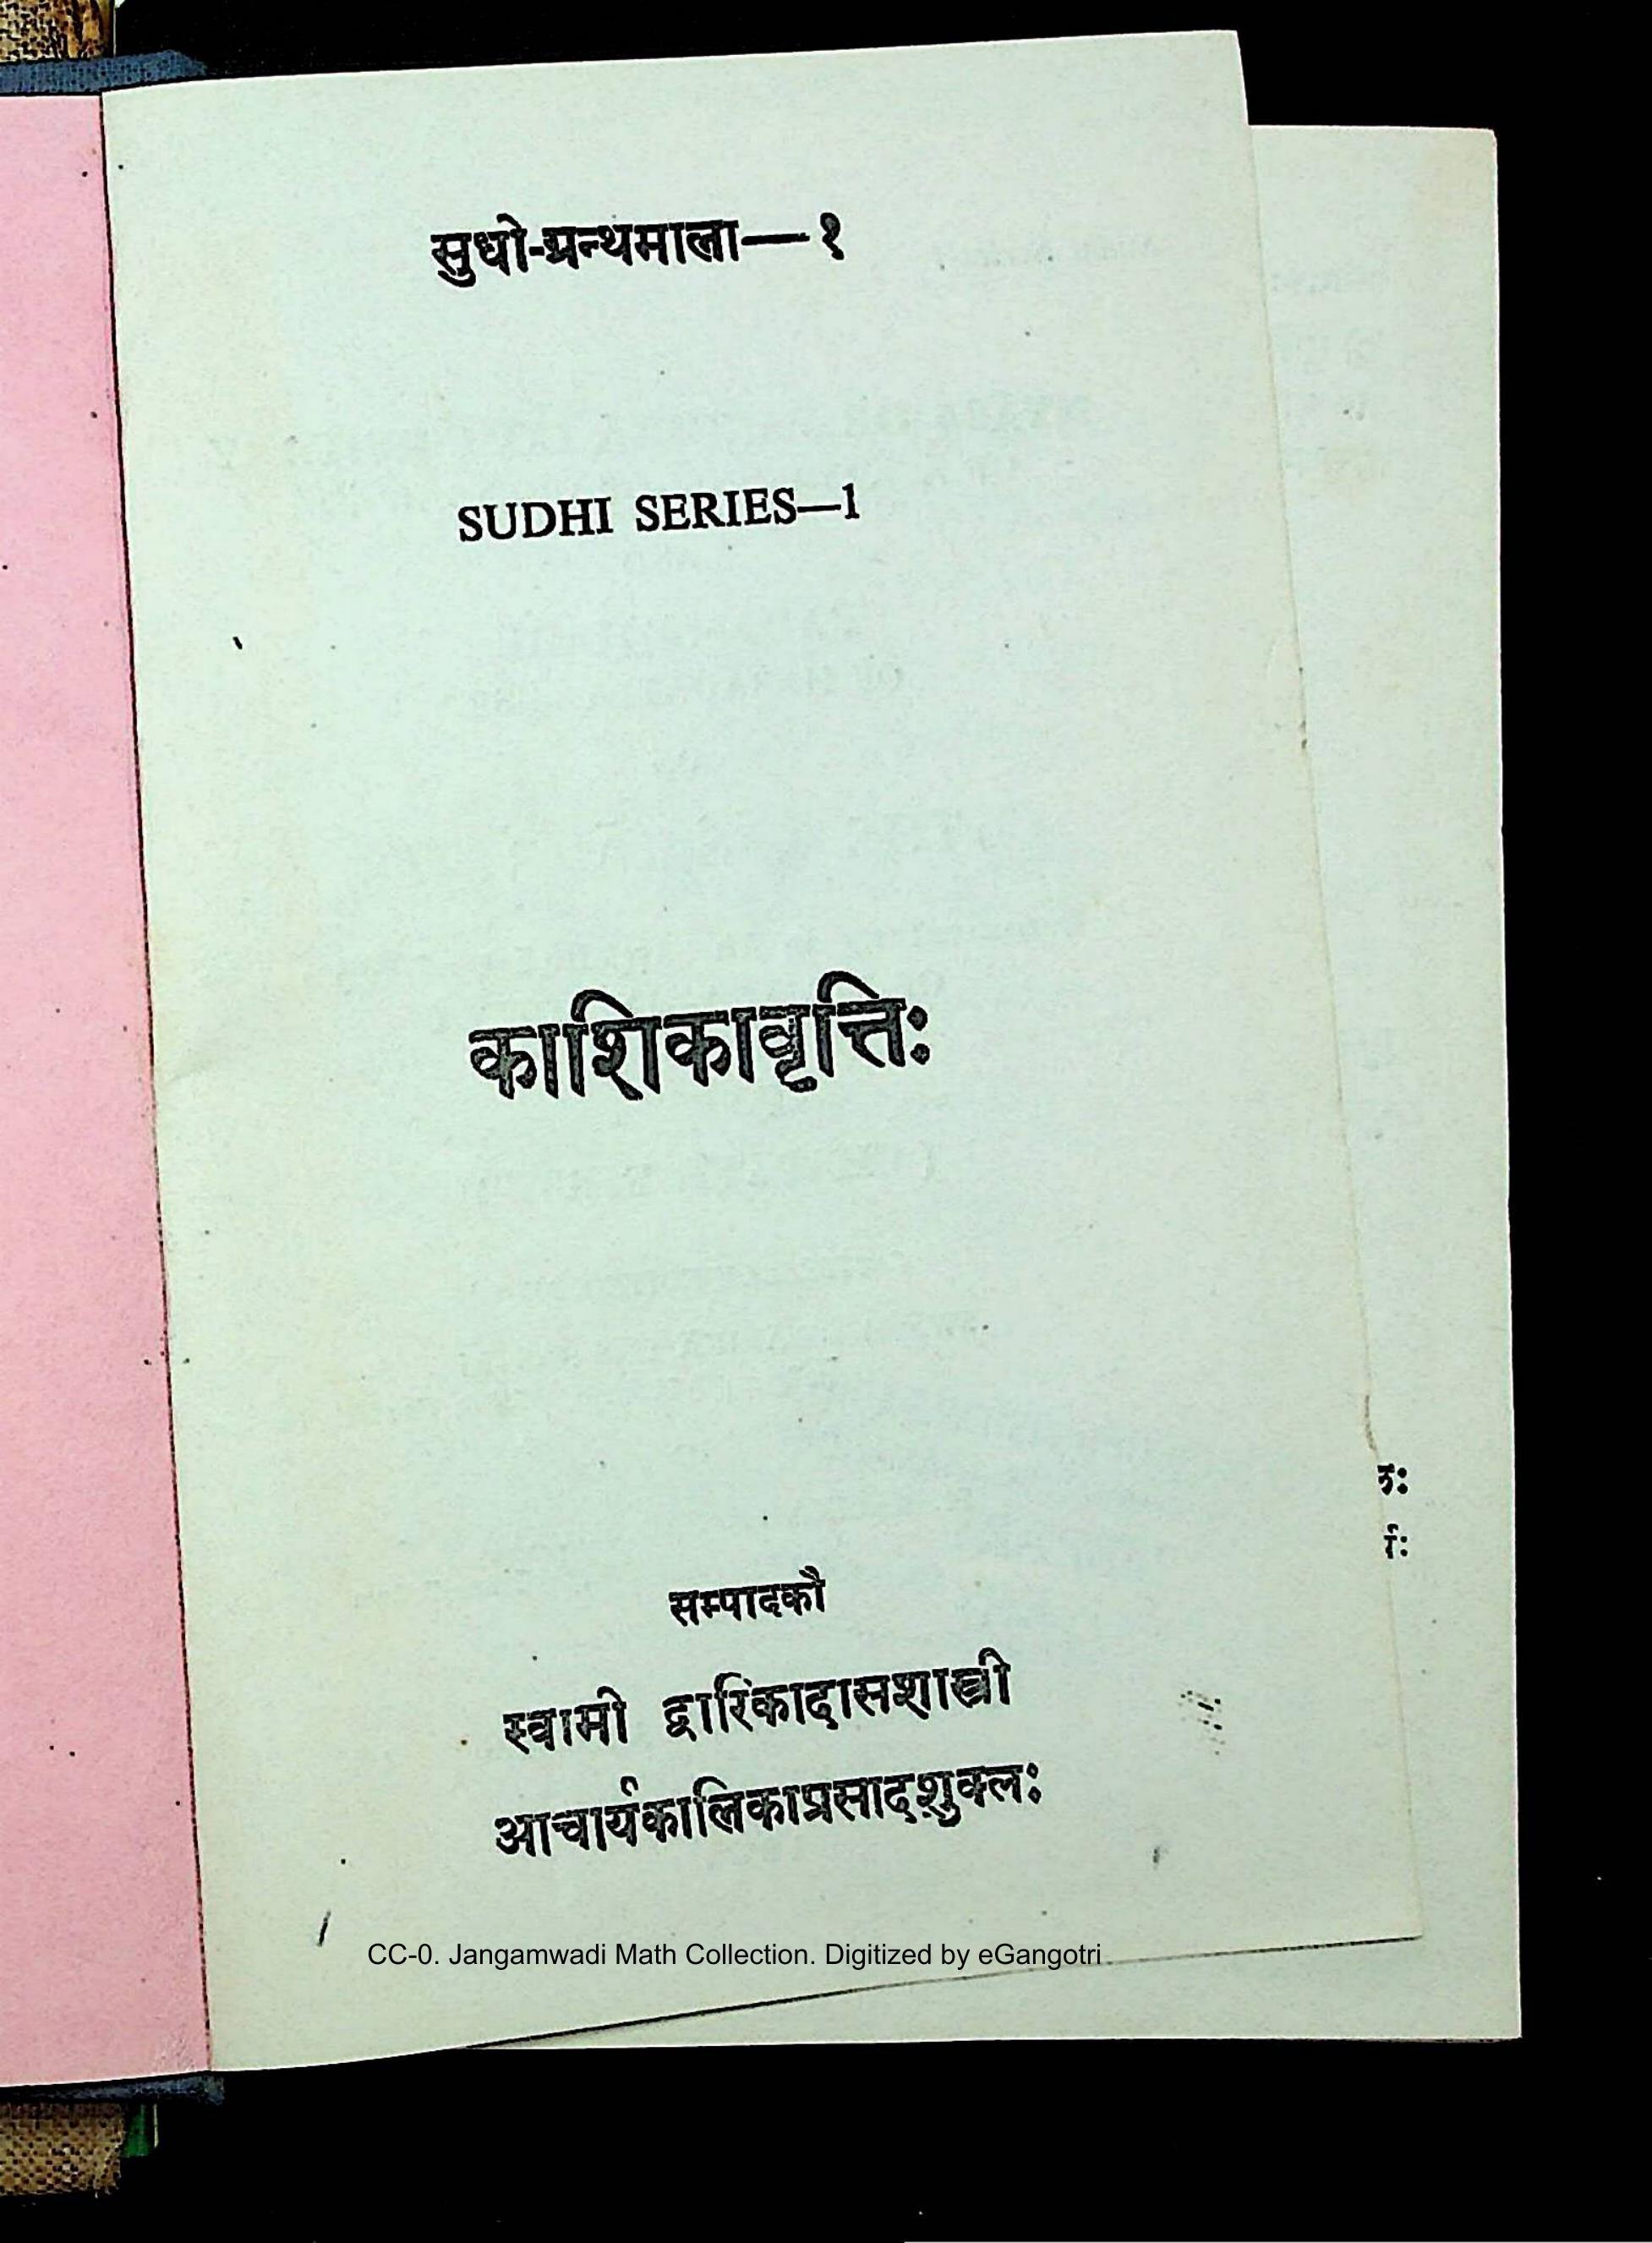 सुधी-ग्रन्थमाला—१
SUDHI SERIES—1
काशिकावृत्तिः
सम्पादकौ
स्वामी द्वारिकादासशास्त्री
आचार्यकालिकाप्रसादशुक्लः
CC-0. Jangamwadi Math Collection. Digitized by eGangotri